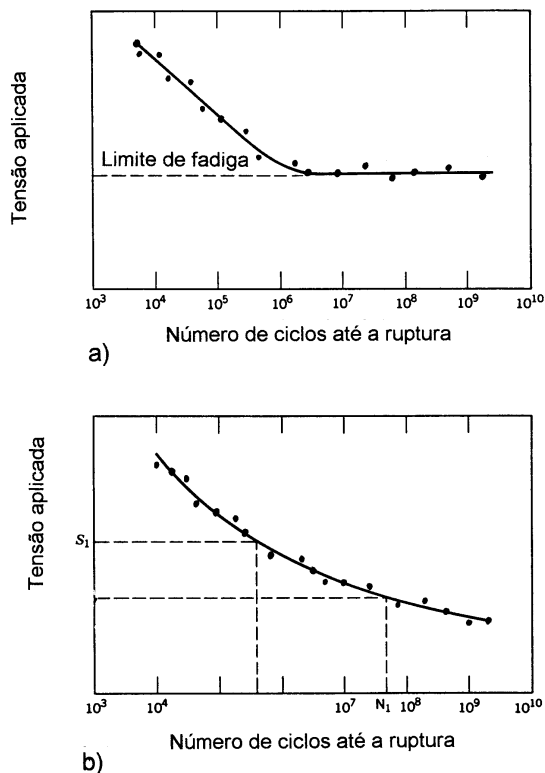 Tensão aplicada
Limite de fadiga
10³ 10⁴ 10⁵ 10⁶ 10⁷ 10⁸ 10⁹ 10¹⁰
Número de ciclos até a ruptura
a)
Tensão aplicada
S₁
10³ 10⁴ 10⁷ N₁ 10⁸ 10⁹ 10¹⁰
Número de ciclos até a ruptura
b)